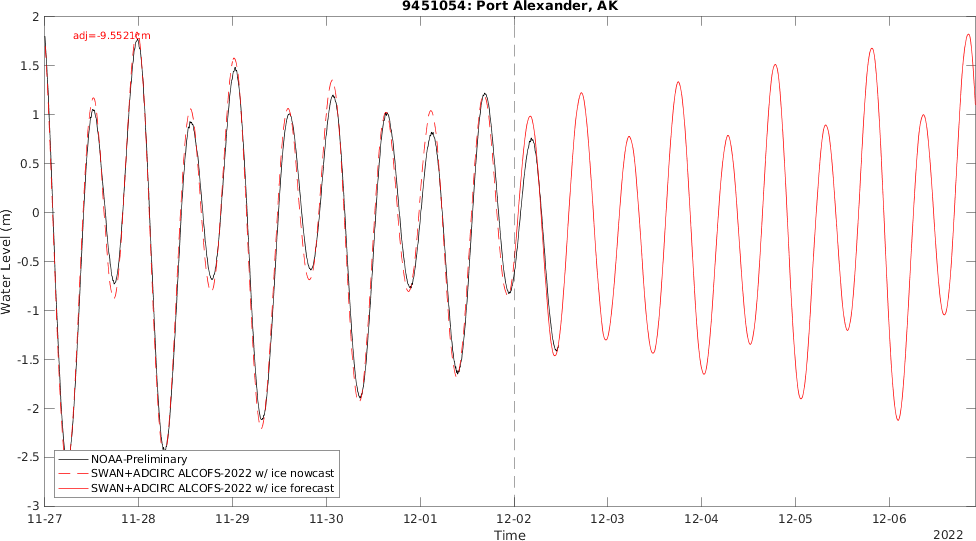 9451054: Port Alexander, AK
adj=-9.5521cm
2
1.5
1
0.5
0
-0.5
-1
-1.5
-2
-2.5
-3
Water Level (m)
NOAA-Preliminary
SWAN+ADCIRC ALCOFS-2022 w/ ice nowcast
SWAN+ADCIRC ALCOFS-2022 w/ ice forecast
11-27 11-28 11-29 11-30 12-01 12-02 12-03 12-04 12-05 12-06
Time
2022